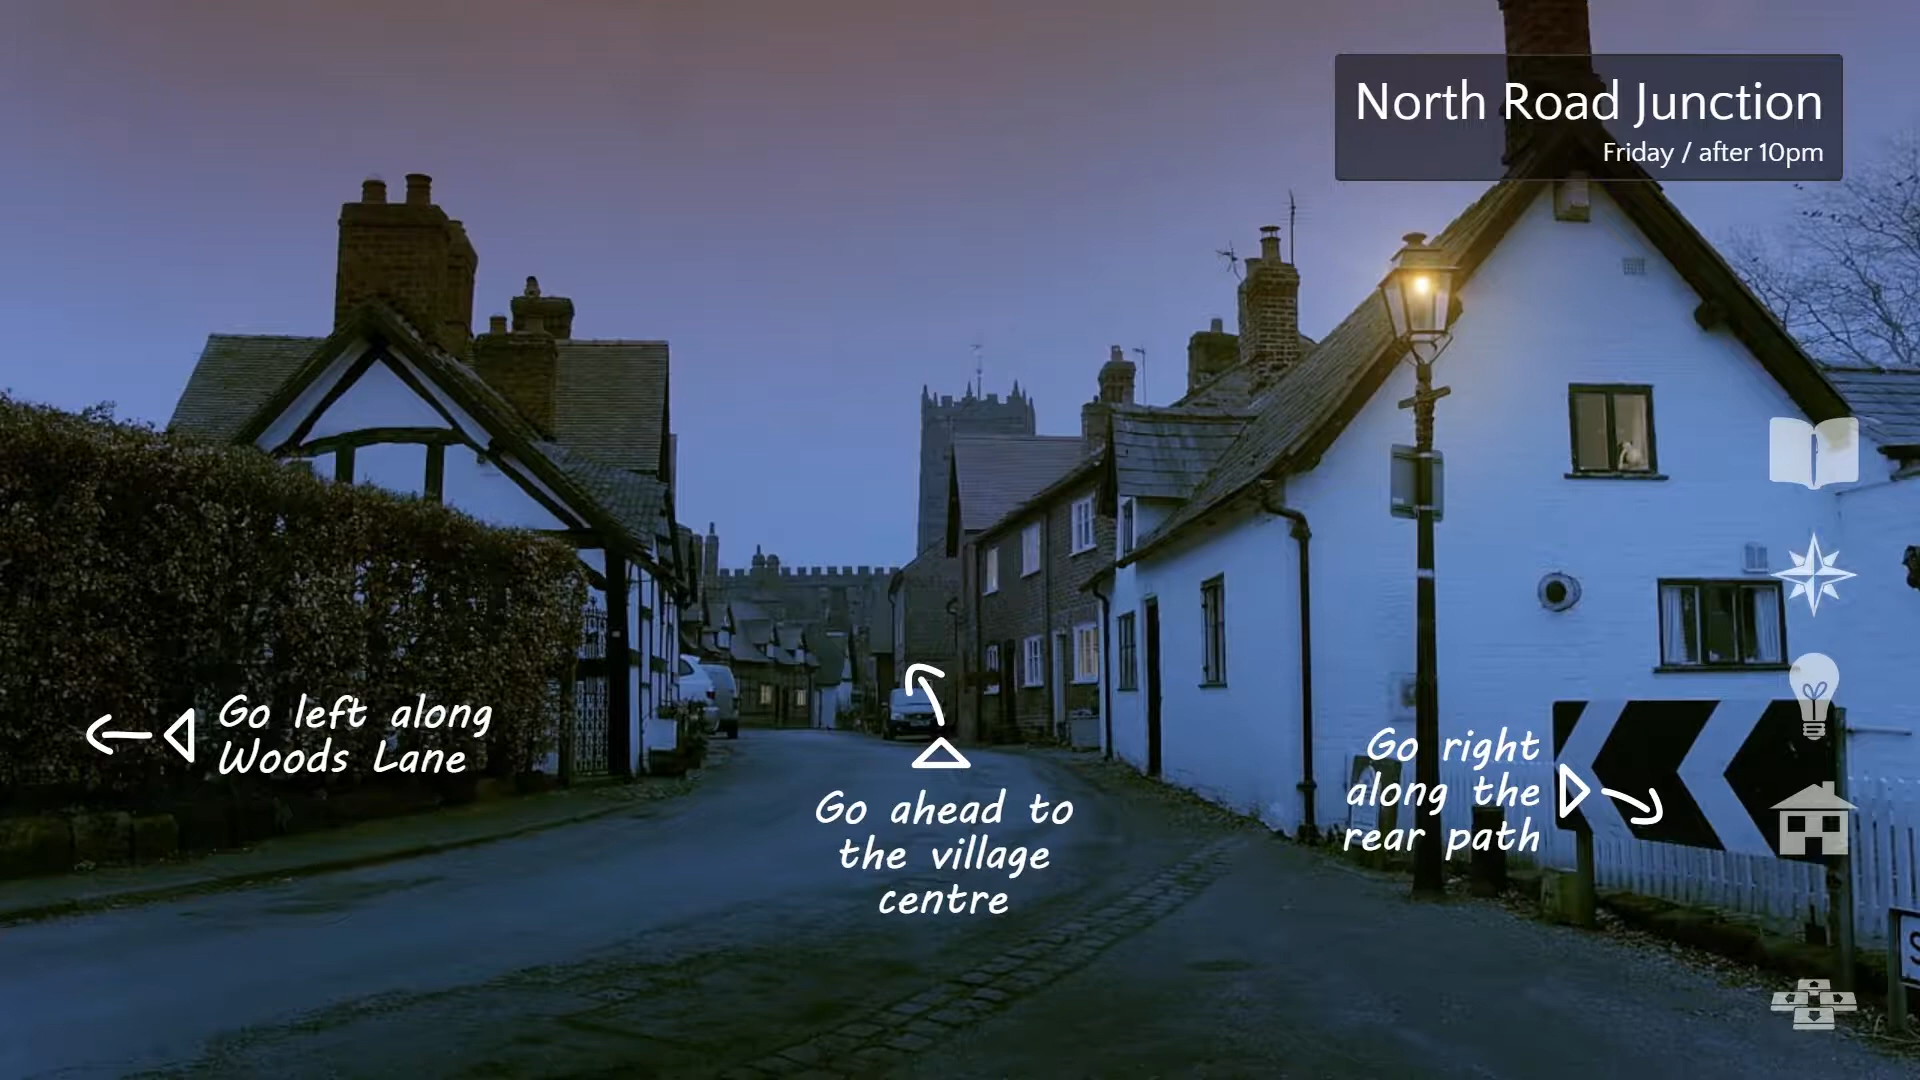 North Road Junction
Friday / after 10pm
Go left along
Woods Lane
Go ahead to
the village
centre
Go right
along the
rear path
S